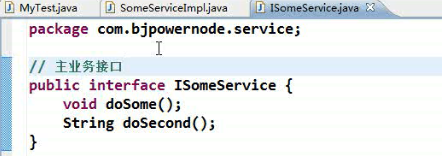 MyTest.java SomeServiceImpl.java ISomeService.java
package com.bjpowernode.service;
// 主业务接口
public interface ISomeService {
void doSome();
String doSecond();
}